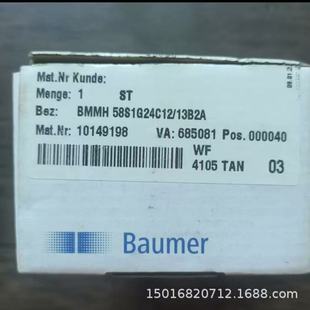 Mat.Nr Kunde:
Menge: 1 ST
Bez: BMMH 58S1G24C12/13B2A
Mat.Nr: 10149198 VA: 685081 Pos. 000040
WF
4105 TAN 03
Baumer
15016820712.1688.com